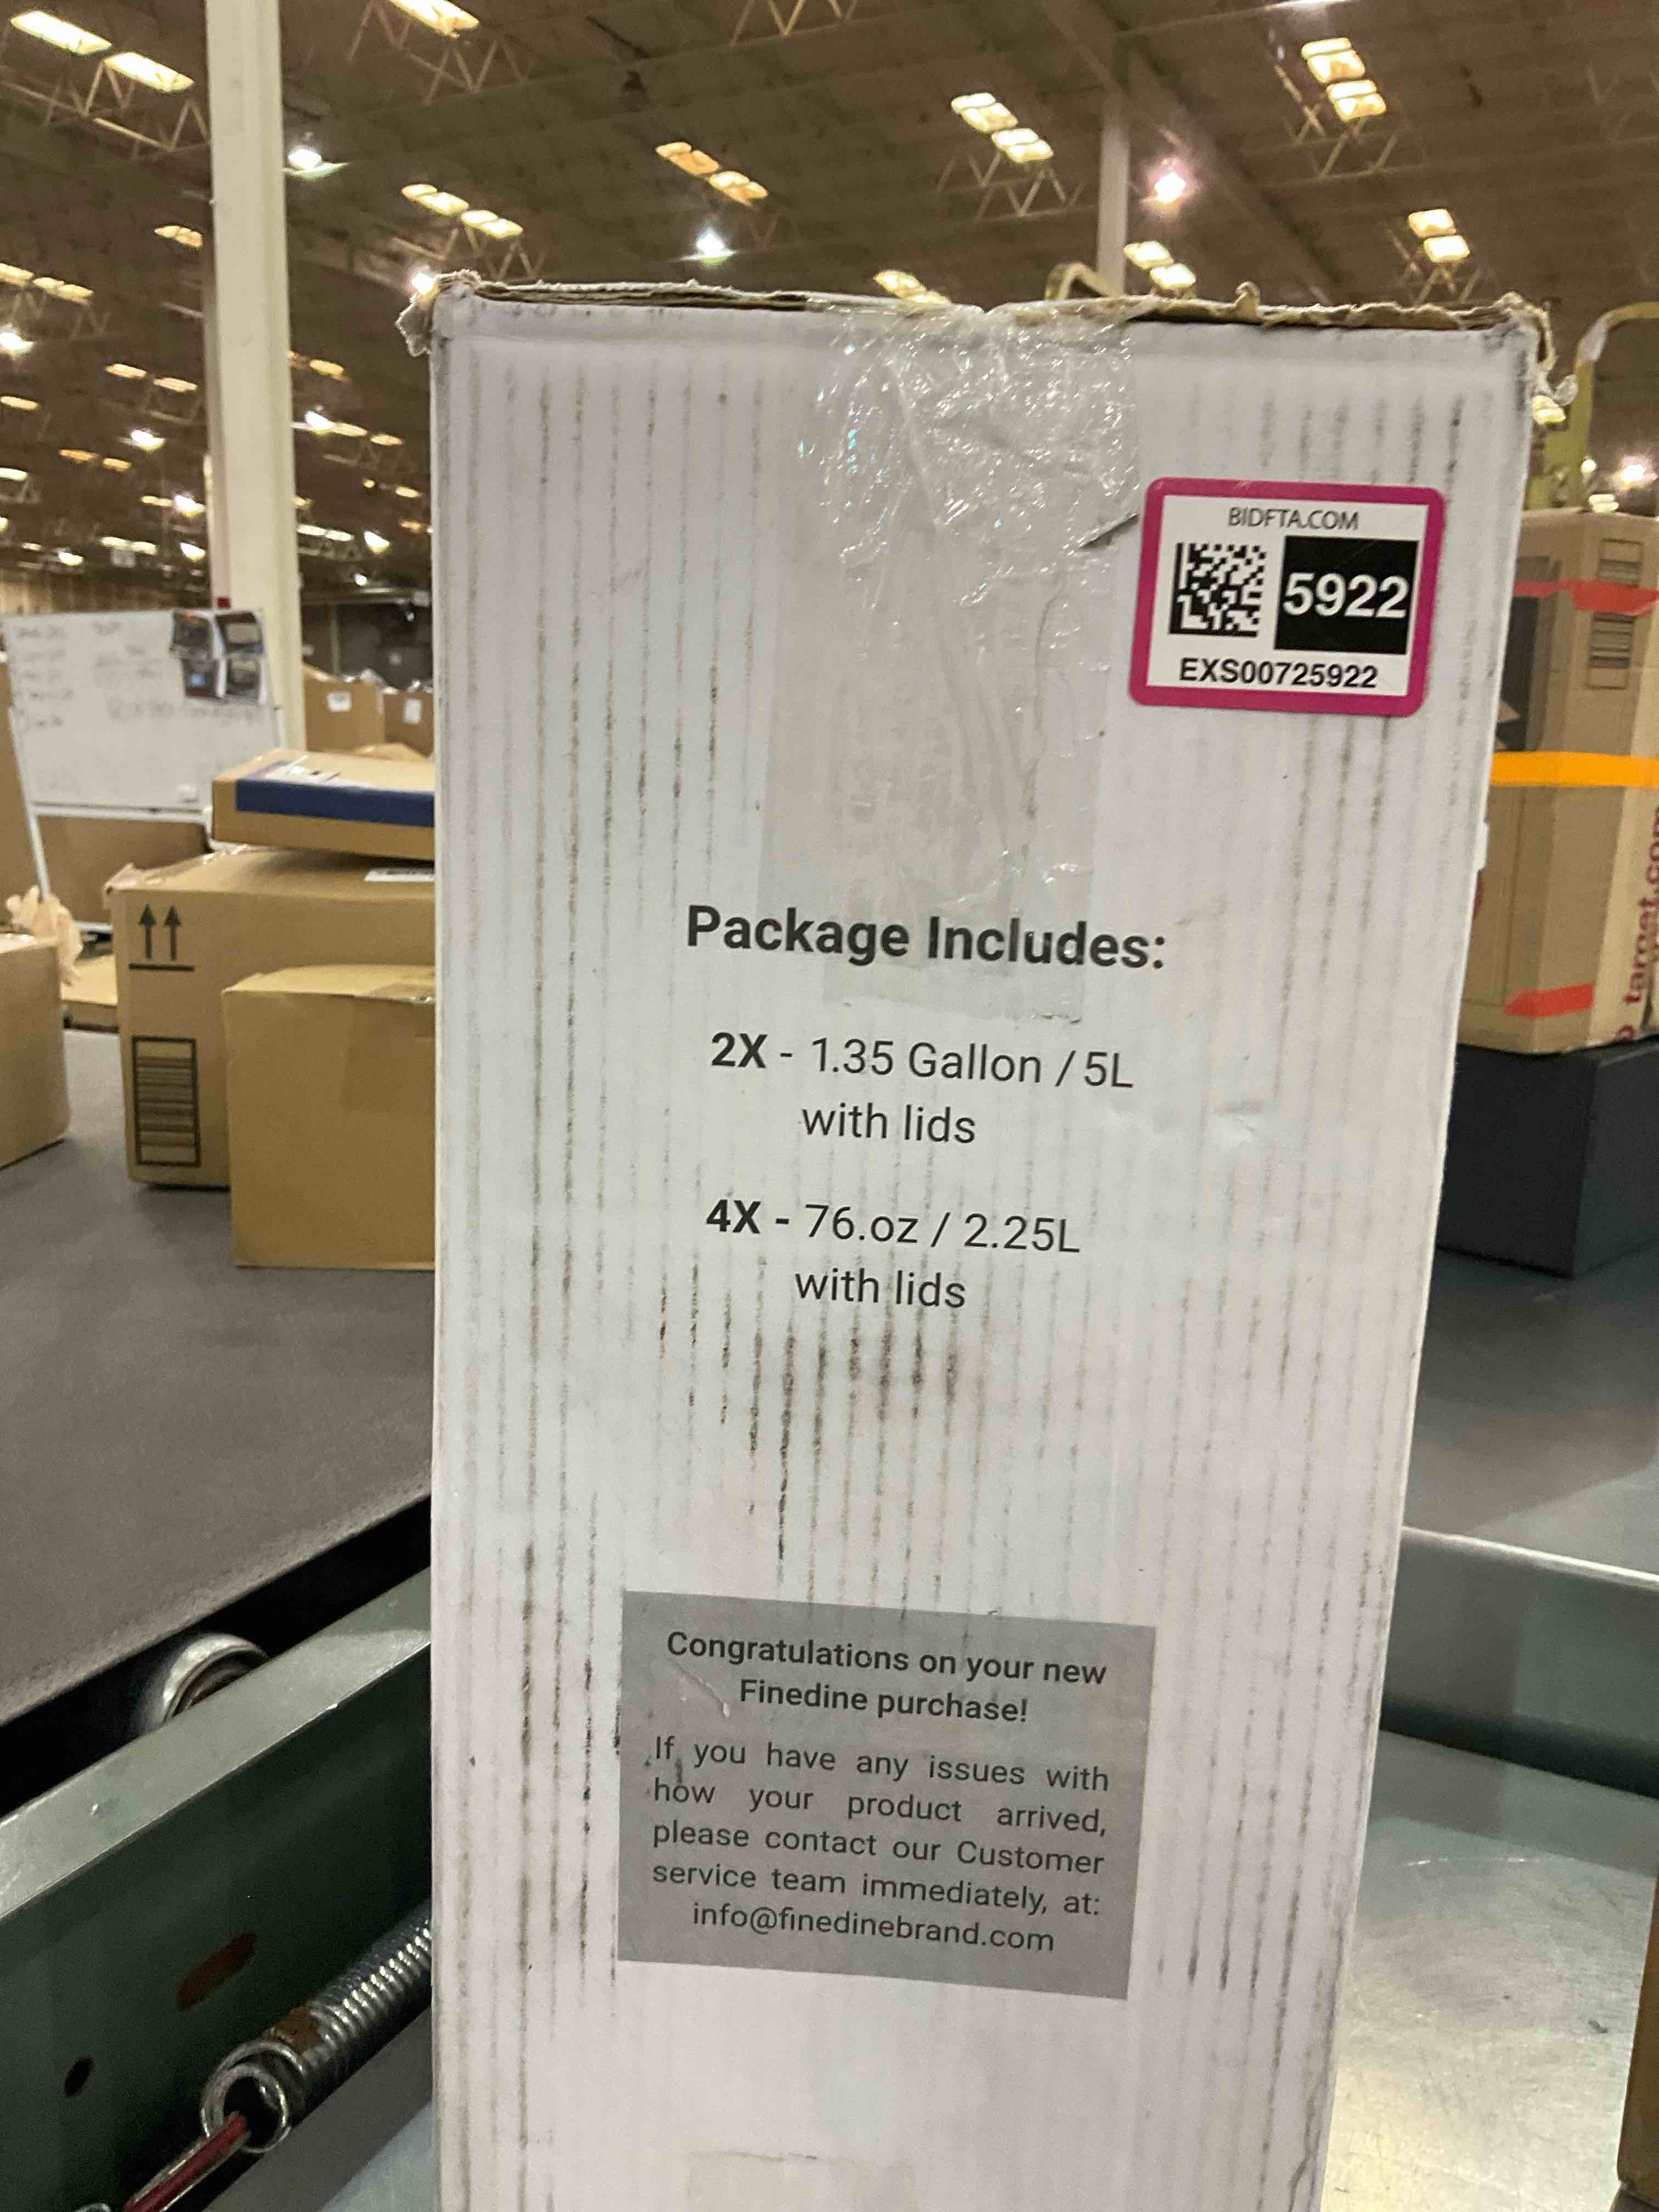 BIDFTA.COM
5922
EXS00725922
Package Includes:
2X - 1.35 Gallon / 5L
with lids
4X - 76.oz / 2.25L
with lids
Congratulations on your new
Finedine purchase!
If you have any issues with
how your product arrived,
please contact our Customer
service team immediately, at:
info@finedinebrand.com
target.com